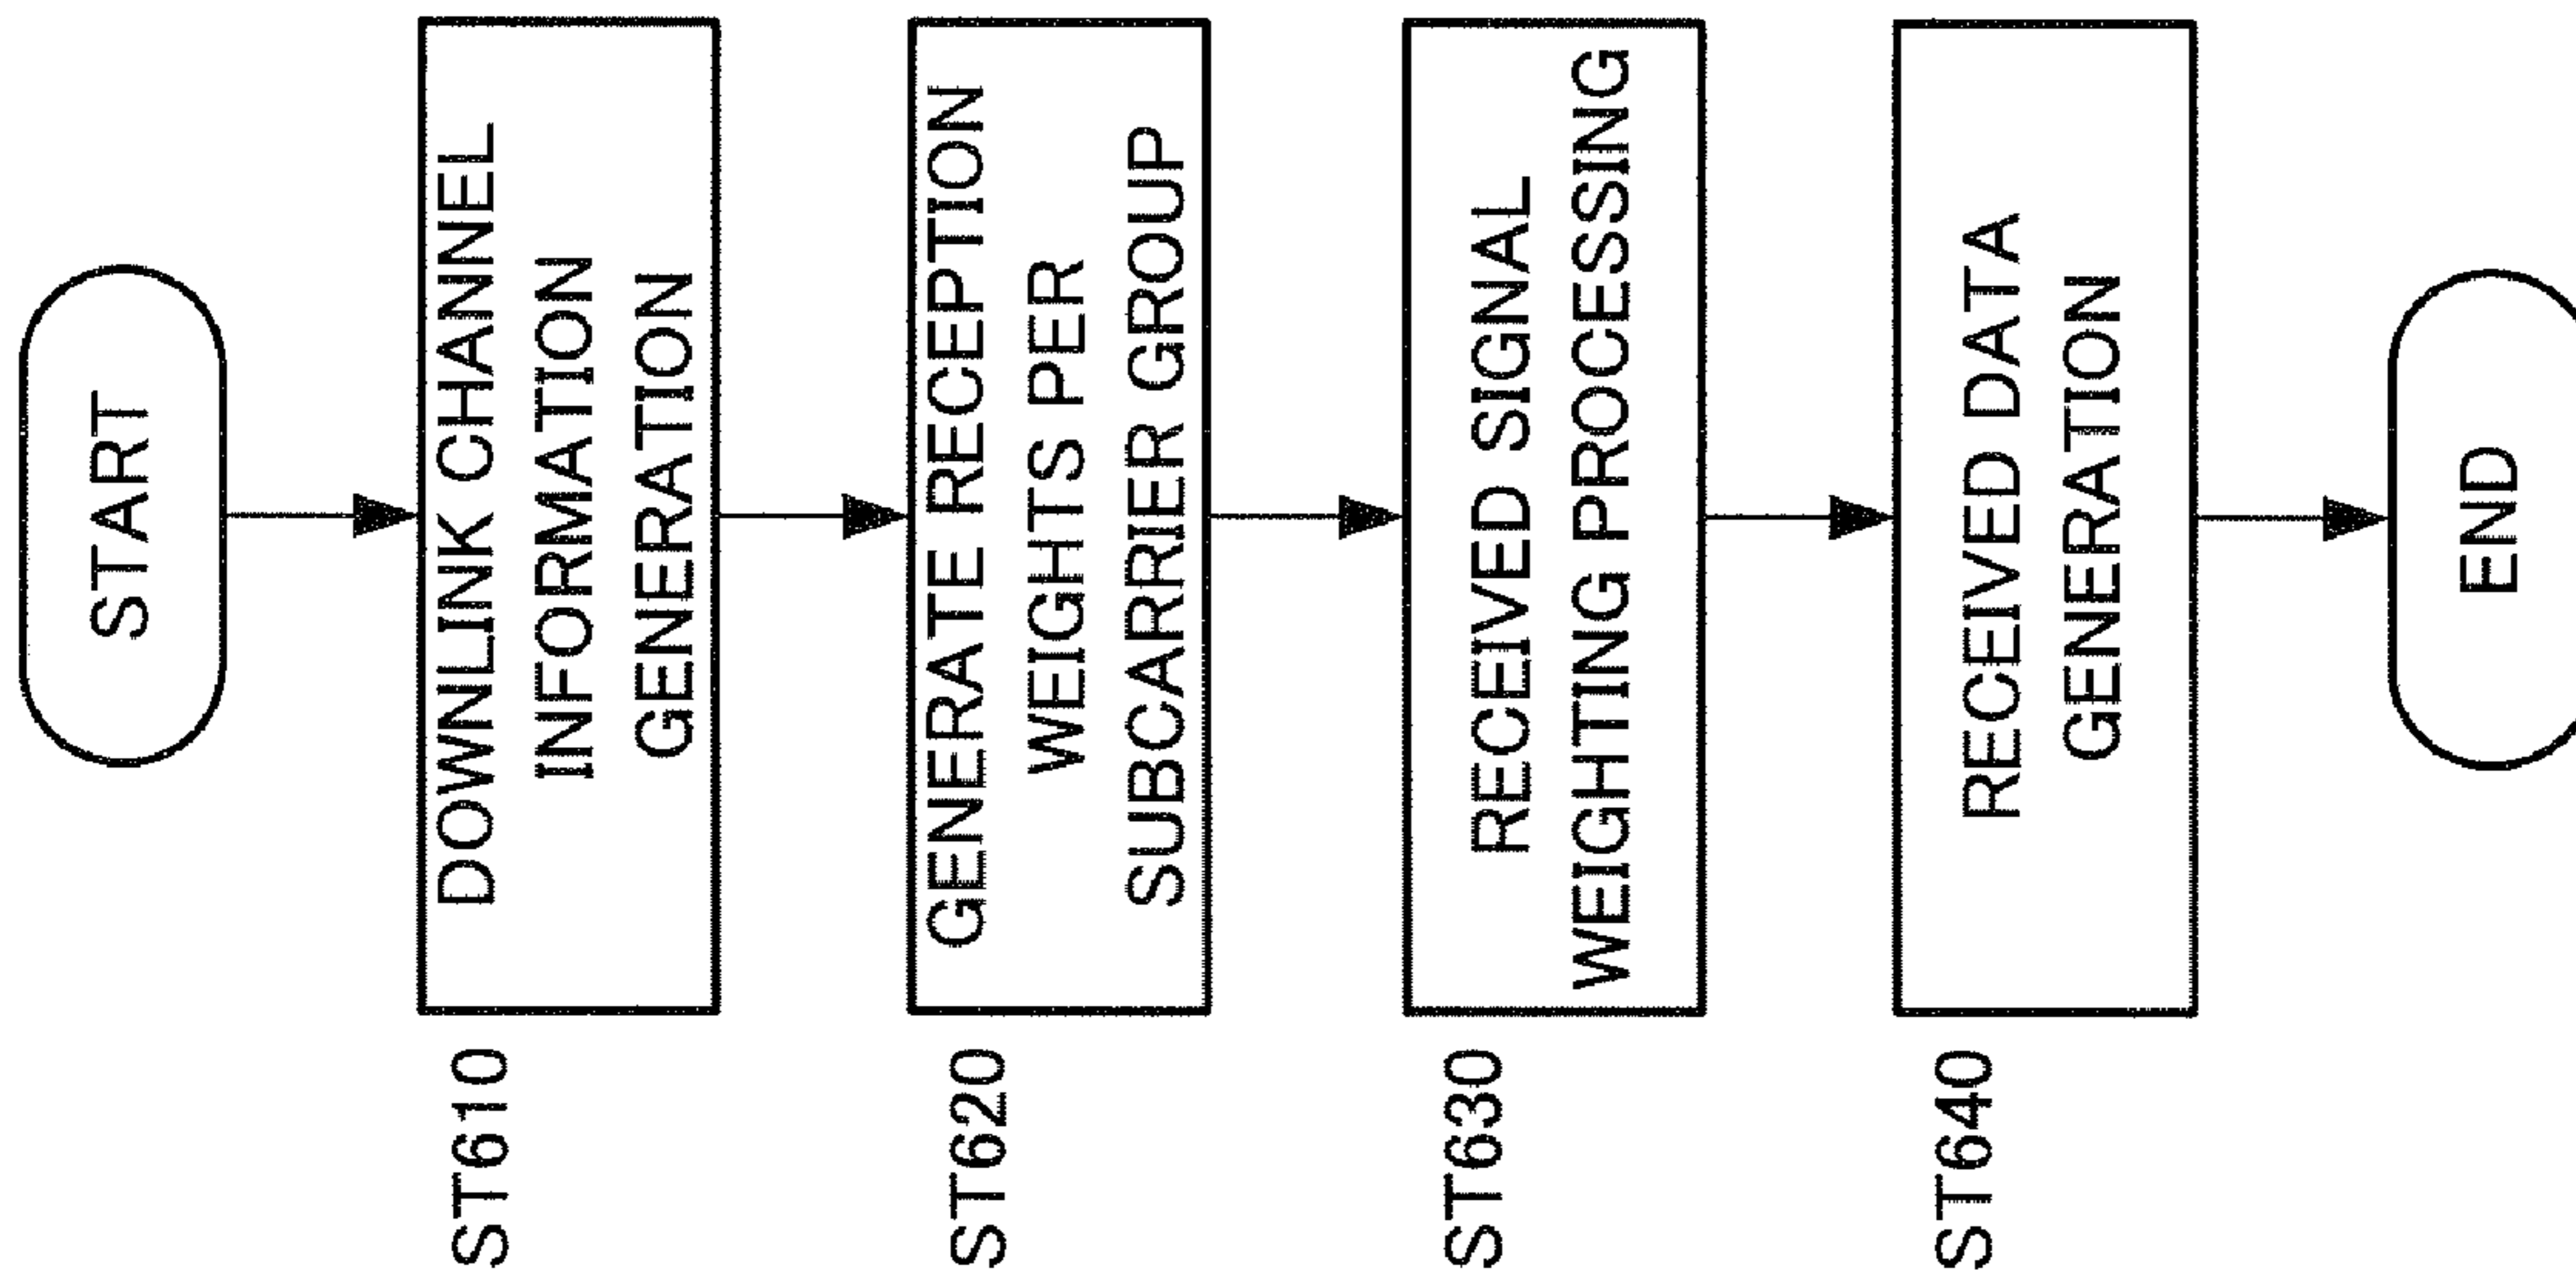 START
ST610
DOWNLINK CHANNEL
INFORMATION
GENERATION
ST620
GENERATE RECEPTION
WEIGHTS PER
SUBCARRIER GROUP
ST630
RECEIVED SIGNAL
WEIGHTING PROCESSING
ST640
RECEIVED DATA
GENERATION
END